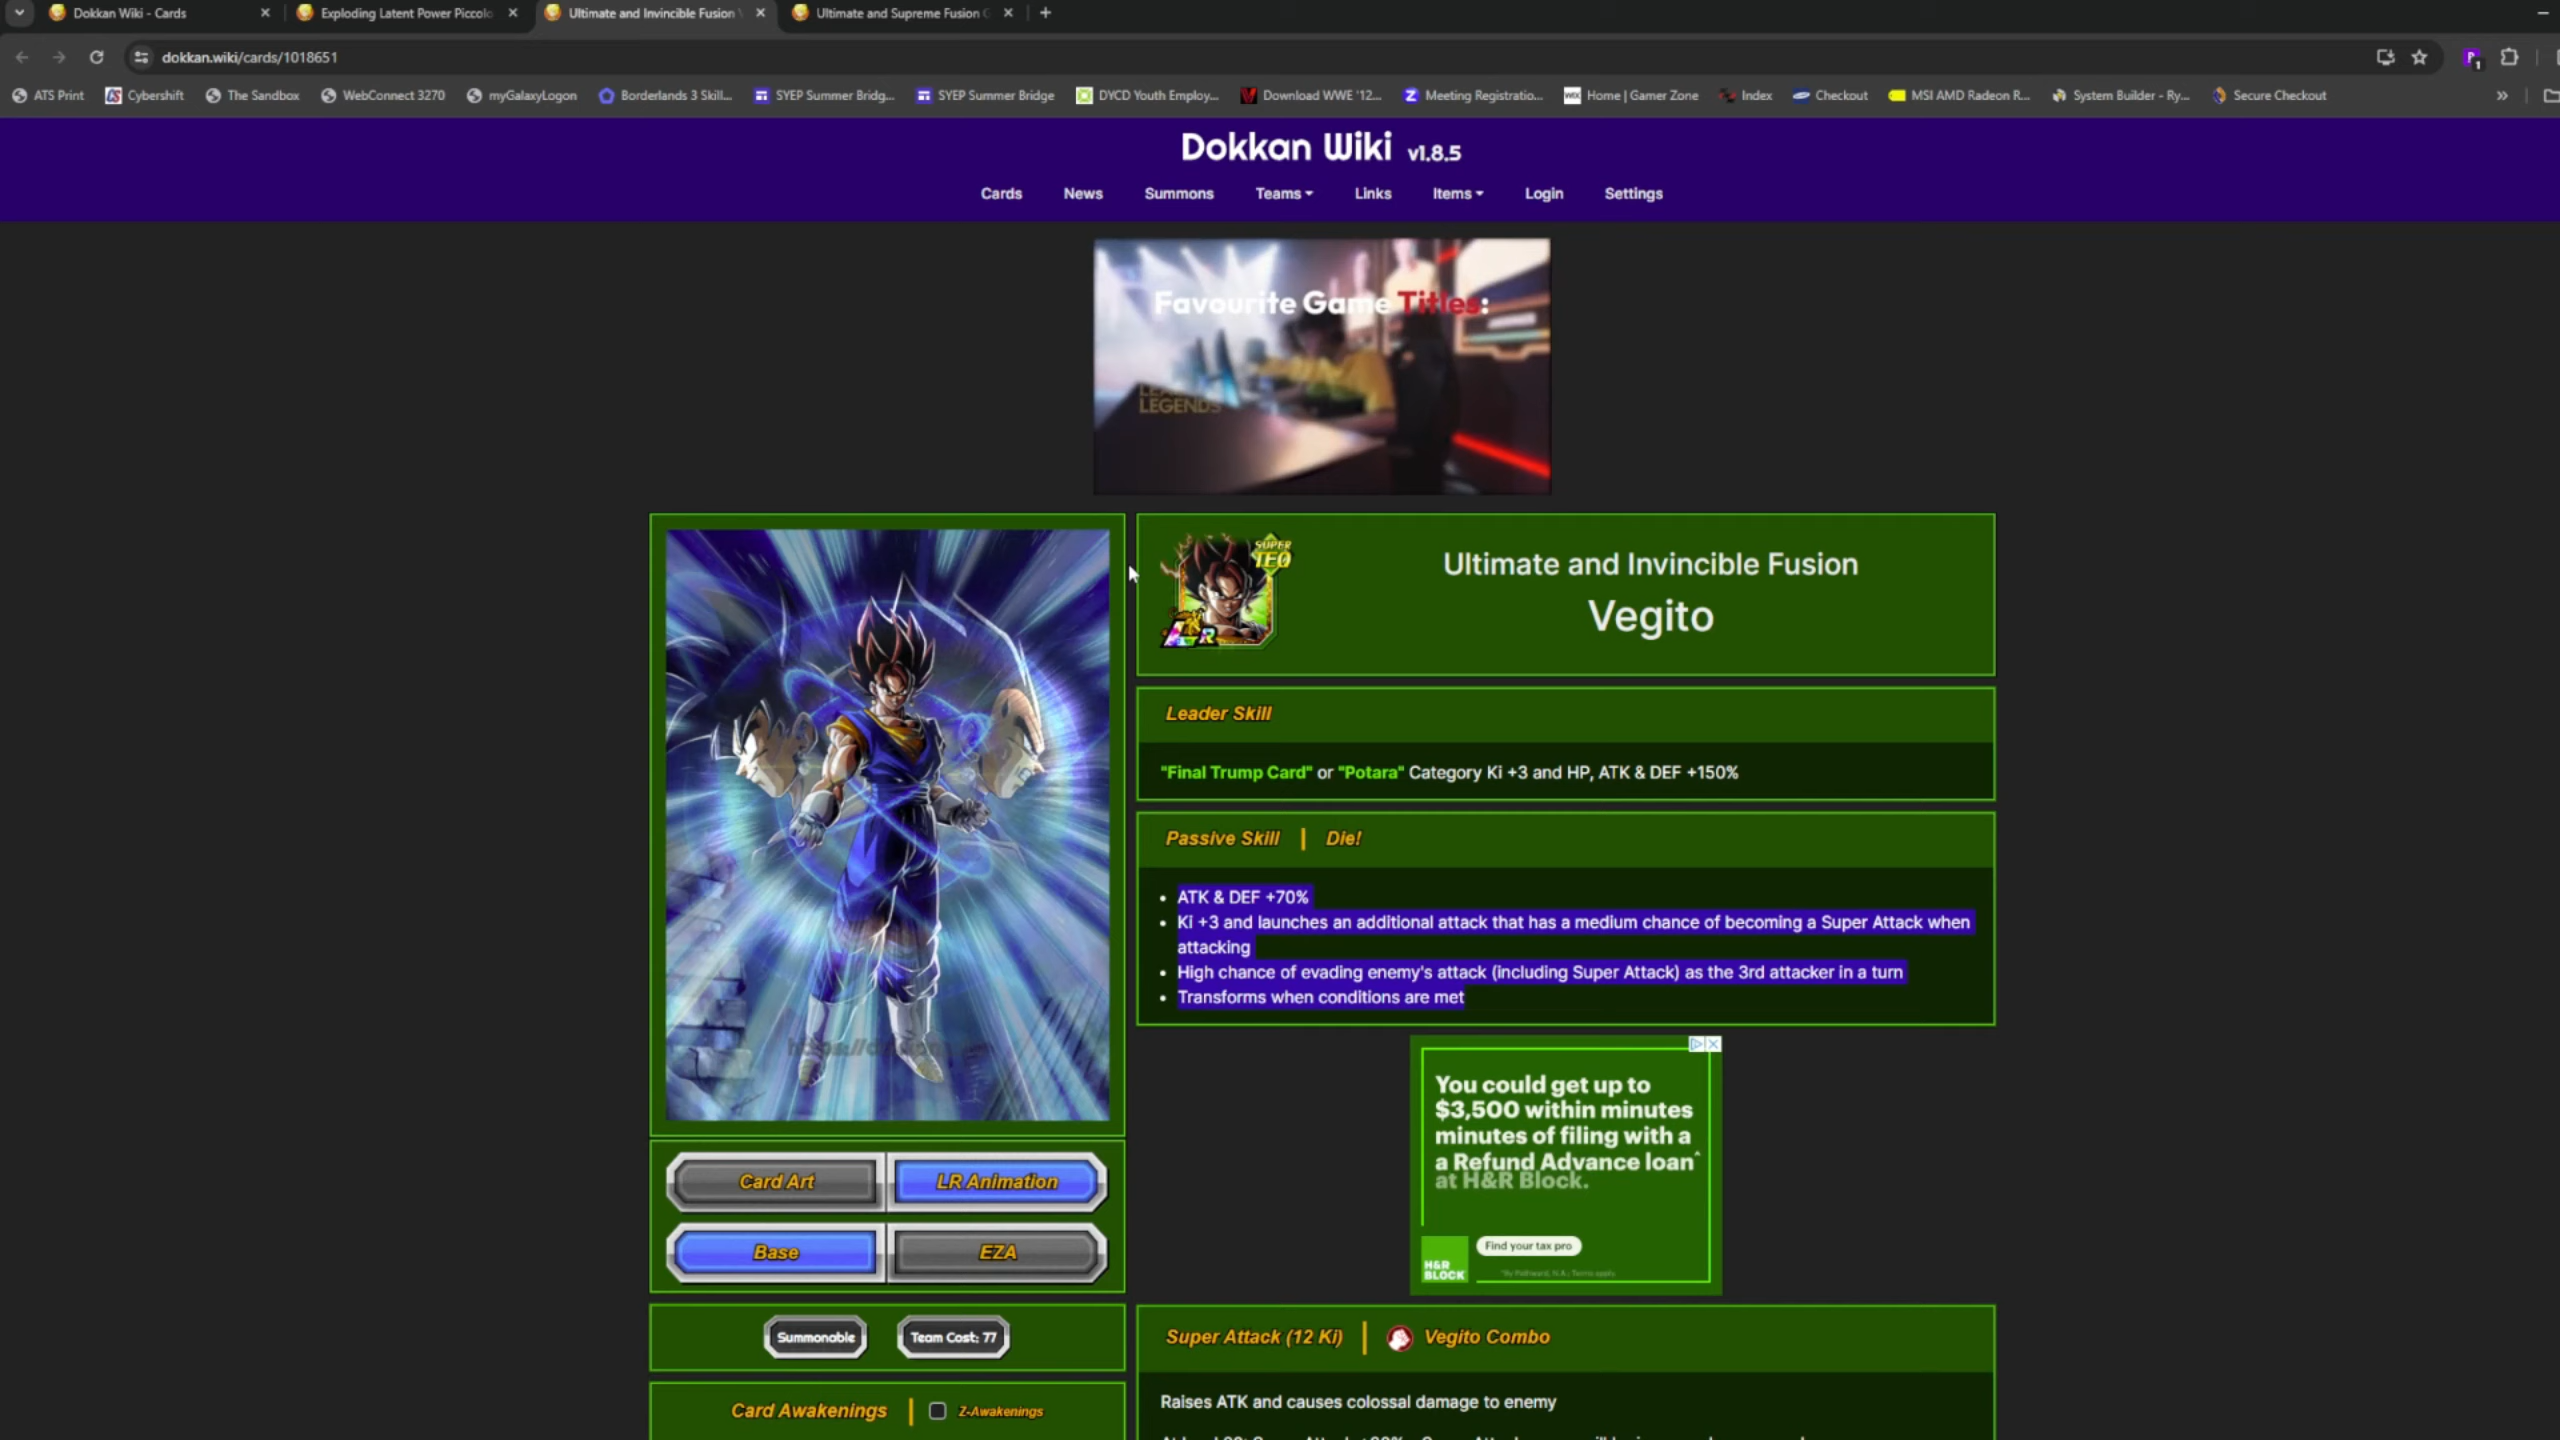 Dokkan Wiki - Cards
Exploding Latent Power Piccolo
Ultimate and Invincible Fusion
Ultimate and Supreme Fusion
dokkan.wiki/cards/1018651
ATS Print
Cybershift
The Sandbox
WebConnect 3270
myGalaxyLogon
Borderlands 3 Skill...
SYEP Summer Bridg...
SYEP Summer Bridge
DYCD Youth Employ...
Download WWE '12...
Meeting Registratio...
Home | Gamer Zone
Index
Checkout
MSI AMD Radeon R...
System Builder - Ry...
Secure Checkout
Dokkan Wiki v1.8.5
Cards News Summons Teams Links Items Login Settings
Favourite Game Titles:
LEGENDS
SUPER
TEQ
LR
Ultimate and Invincible Fusion
Vegito
Leader Skill
"Final Trump Card" or "Potara" Category Ki +3 and HP, ATK & DEF +150%
Passive Skill | Die!
• ATK & DEF +70%
• Ki +3 and launches an additional attack that has a medium chance of becoming a Super Attack when
attacking
• High chance of evading enemy's attack (including Super Attack) as the 3rd attacker in a turn
• Transforms when conditions are met
You could get up to
$3,500 within minutes
minutes of filing with a
a Refund Advance loan^
at H&R Block.
H&R
BLOCK
Find your tax pro
Card Art
LR Animation
Base
EZA
Summonable
Team Cost: 77
Card Awakenings | Z-Awakenings
Super Attack (12 Ki) | Vegito Combo
Raises ATK and causes colossal damage to enemy